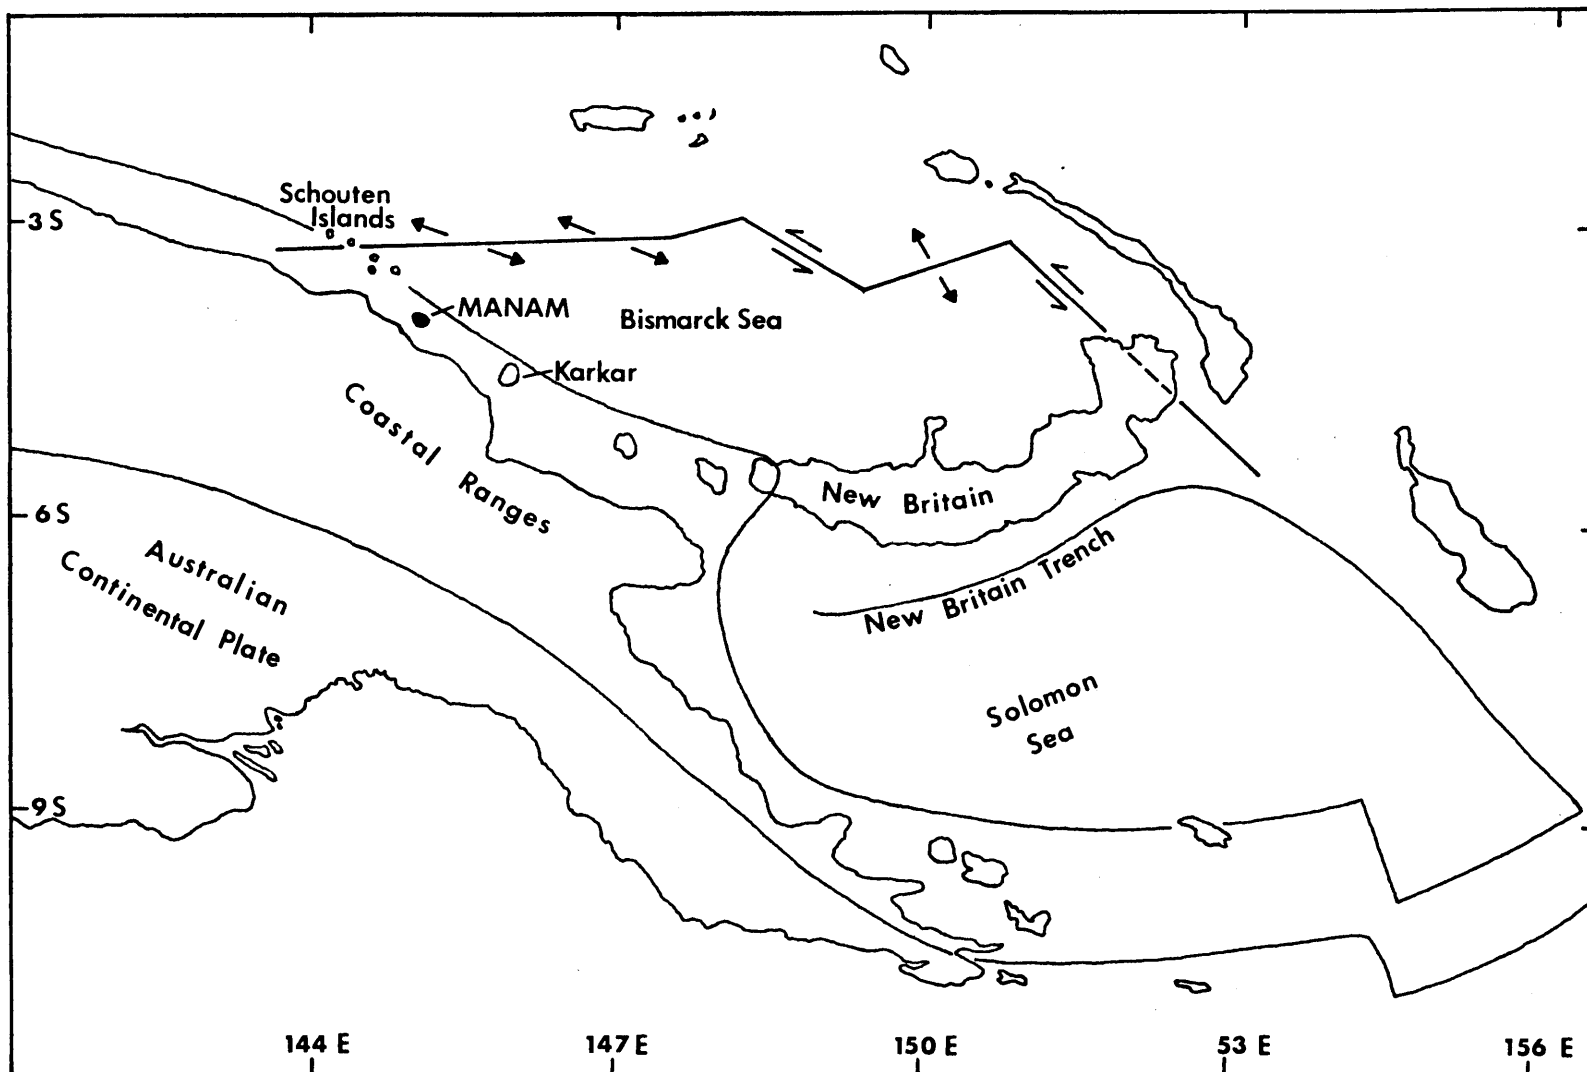 Schouten
Islands
3 S
MANAM
Bismarck Sea
Karkar
Coastal Ranges
New Britain
6 S
Australian
Continental Plate
New Britain Trench
Solomon
Sea
9 S
144 E
147 E
150 E
53 E
156 E